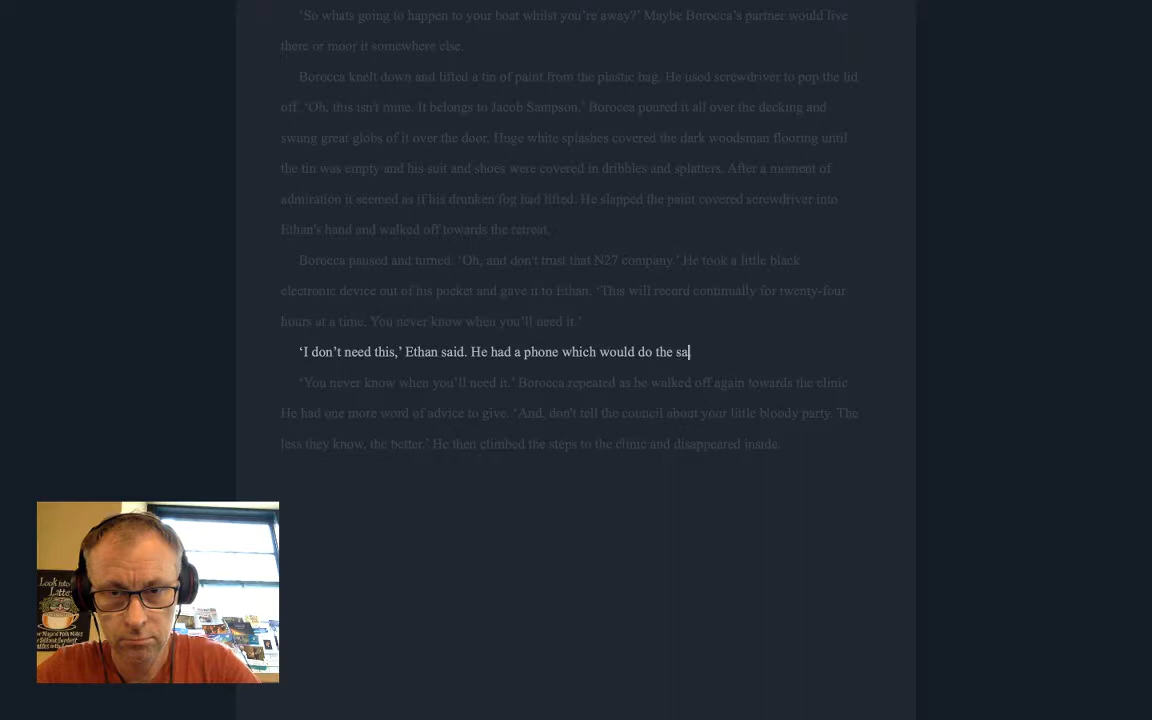 ‘So whats going to happen to your boat whilst you’re away?’ Maybe Borocca’s partner would live
there or moor it somewhere else.
Borocca knelt down and lifted a tin of paint from the plastic bag. He used screwdriver to pop the lid
off. ‘Oh, this isn't mine. It belongs to Jacob Sampson.’ Borocca poured it all over the decking and
swung great globs of it over the door. Huge white splashes covered the dark woodsman flooring until
the tin was empty and his suit and shoes were covered in dribbles and splatters. After a moment of
admiration it seemed as if his drunken fog had lifted. He slapped the paint covered screwdriver into
Ethan's hand and walked off towards the retreat.
Borocca paused and turned. ‘Oh, and don't trust that N27 company.’ He took a little black
electronic device out of his pocket and gave it to Ethan. ‘This will record continually for twenty-four
hours at a time. You never know when you’ll need it.’
‘I don’t need this,’ Ethan said. He had a phone which would do the sa
‘You never know when you’ll need it.’ Borocca repeated as he walked off again towards the clinic
He had one more word of advice to give. ‘And, don't tell the council about your little bloody party. The
less they know, the better.’ He then climbed the steps to the clinic and disappeared inside.
Look into
Latte